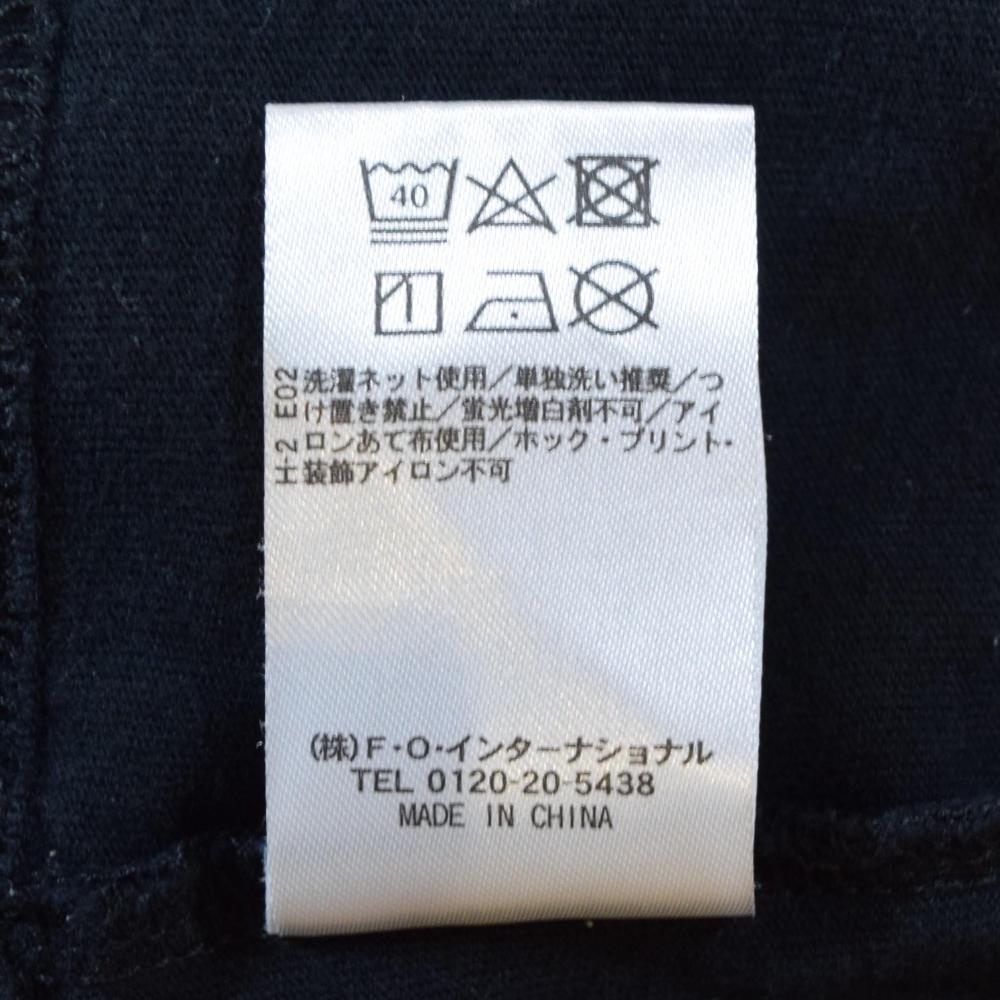 40
洗濯ネット使用/単独洗い推奨/つ
け置き禁止/蛍光増白剤不可/アイ
ロンあて布使用/ホック・プリント・
装飾アイロン不可
E02
(株)F・O・インターナショナル
TEL 0120-20-5438
MADE IN CHINA